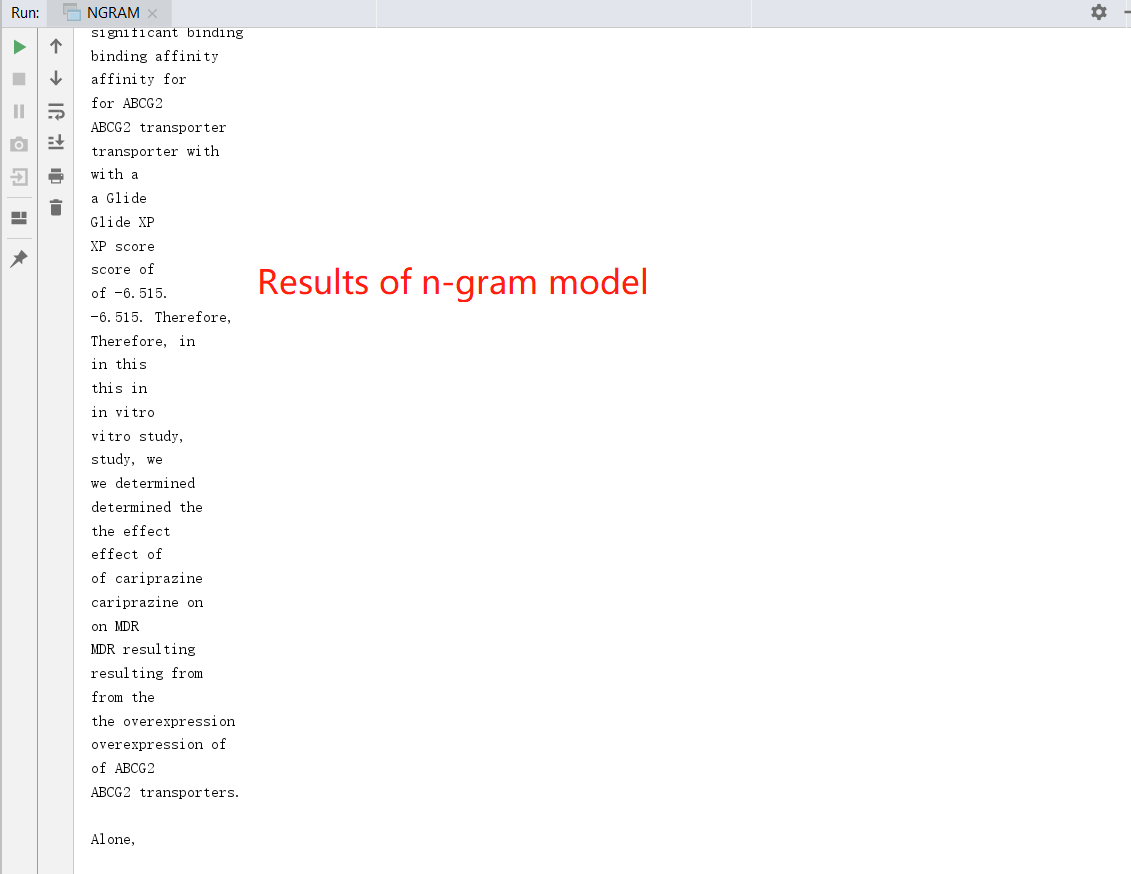 Run: NGRAM
significant binding
binding affinity
affinity for
for ABCG2
ABCG2 transporter
transporter with
with a
a Glide
Glide XP
XP score
score of
Results of n-gram model
of -6.515.
-6.515. Therefore,
Therefore, in
in this
this in
in vitro
vitro study,
study, we
we determined
determined the
the effect
effect of
of cariprazine
cariprazine on
on MDR
MDR resulting
resulting from
from the
the overexpression
overexpression of
of ABCG2
ABCG2 transporters.
Alone,